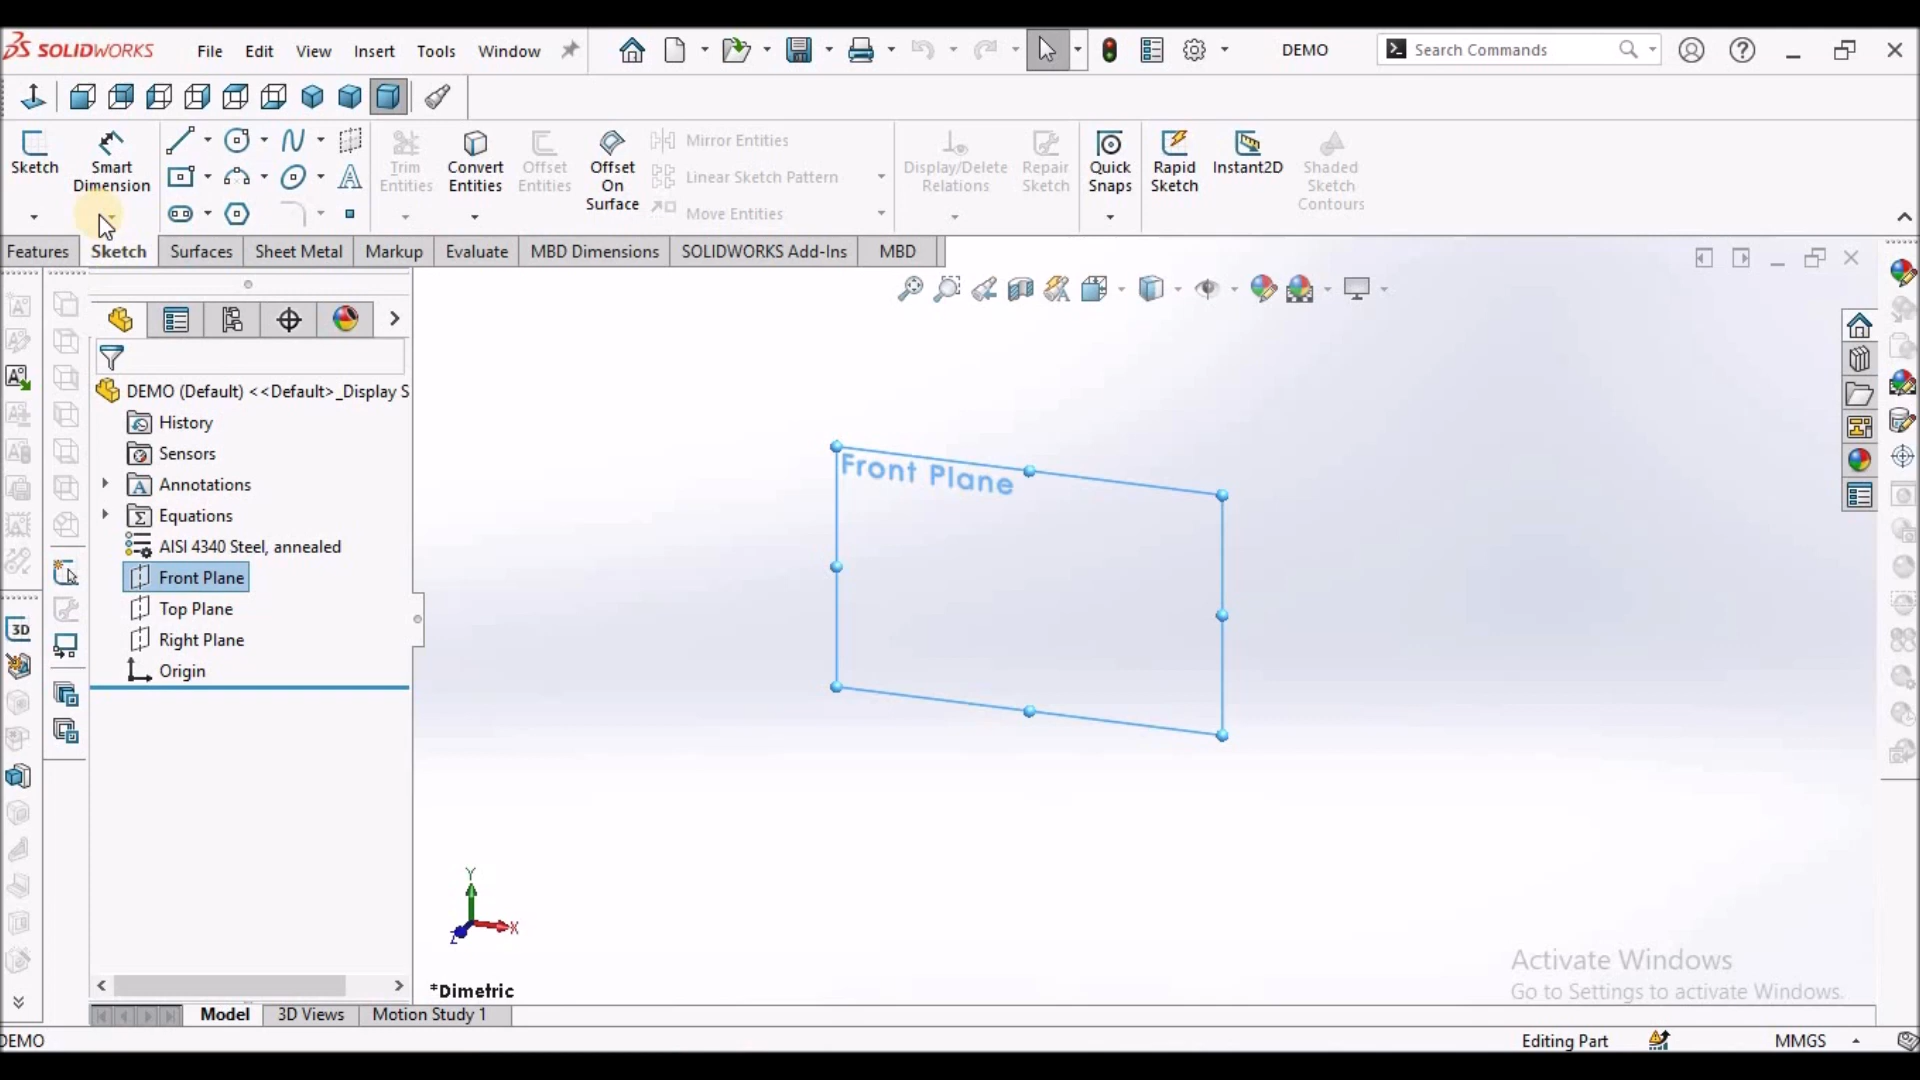 SOLIDWORKS File Edit View Insert Tools Window DEMO Search Commands
Sketch Smart Dimension Trim Entities Convert Entities Offset Entities Offset On Surface Mirror Entities Display/Delete Relations Repair Sketch Quick Snaps Rapid Sketch Instant2D Shaded Sketch Contours
Linear Sketch Pattern
Move Entities
Features Sketch Surfaces Sheet Metal Markup Evaluate MBD Dimensions SOLIDWORKS Add-Ins MBD
DEMO (Default) <<Default>_Display S
History
Sensors
Annotations
Equations
AISI 4340 Steel, annealed
Front Plane
Top Plane
Right Plane
Origin
Front Plane
3D
Y
X
Z
*Dimetric
Activate Windows
Go to Settings to activate Windows.
Model 3D Views Motion Study 1
DEMO Editing Part MMGS